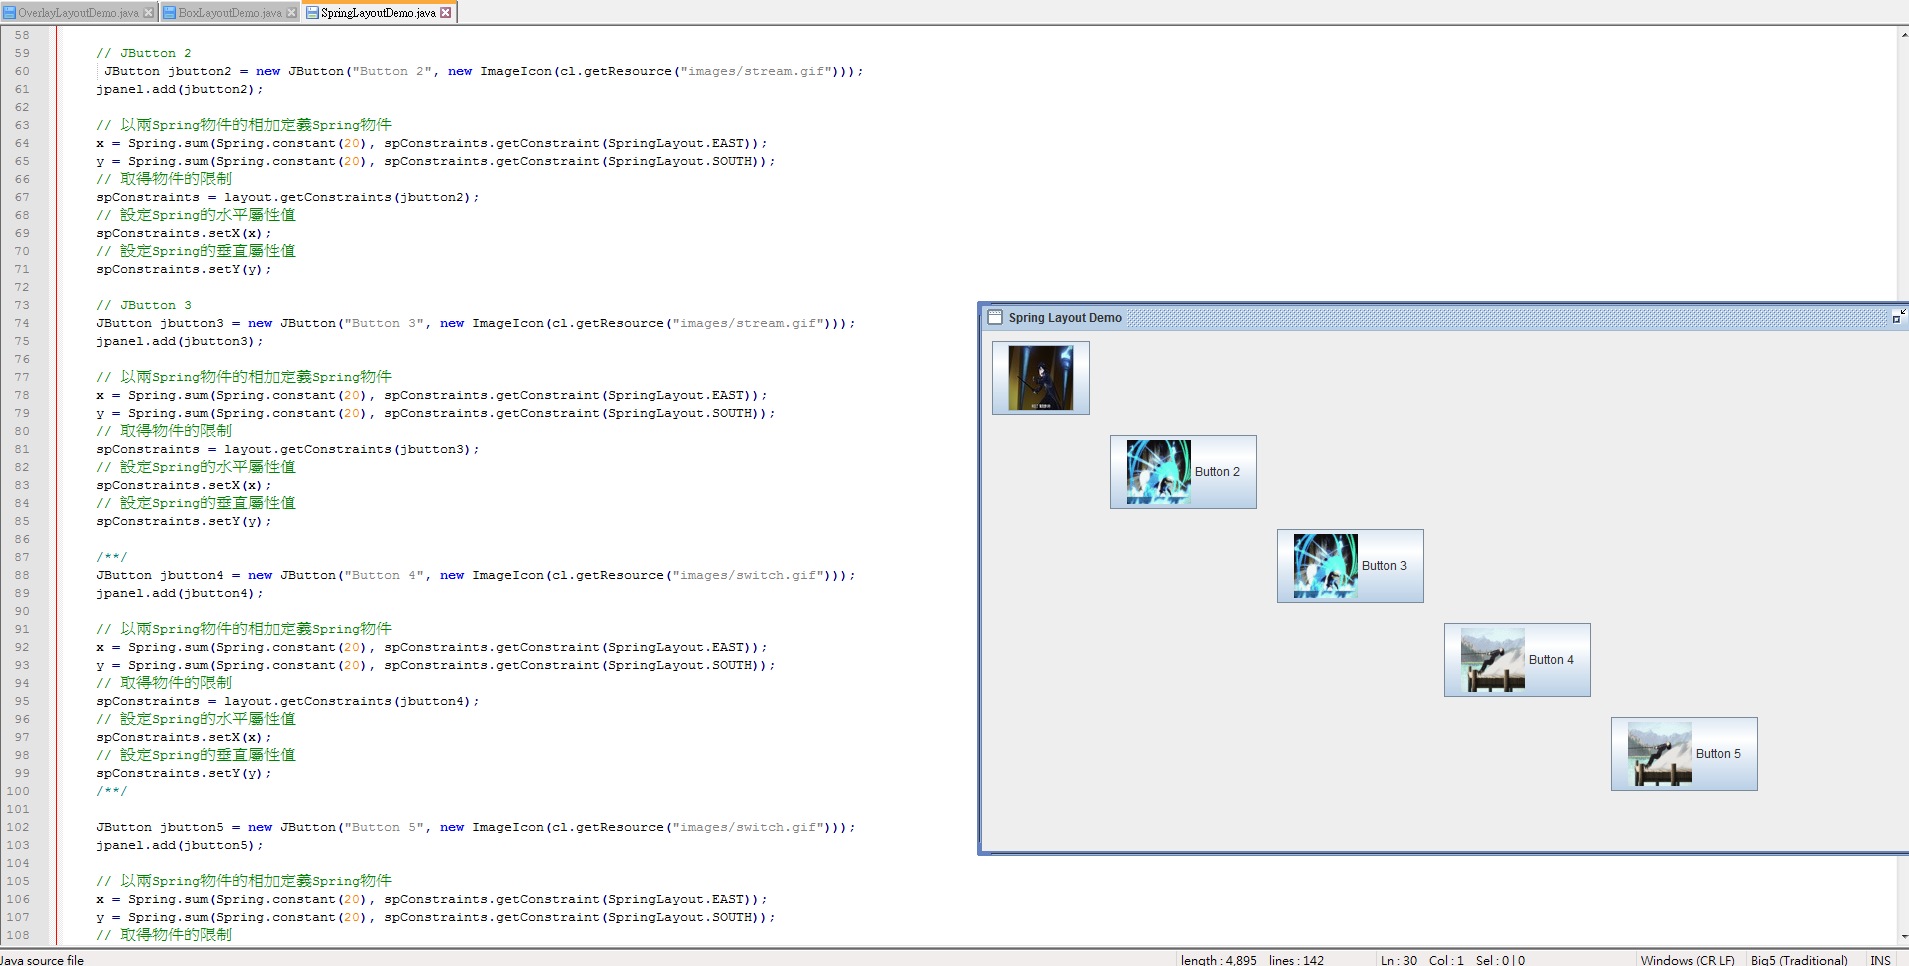 OverlayLayoutDemo.java BoxLayoutDemo.java SpringLayoutDemo.java
58
59 // JButton 2
60 JButton jbutton2 = new JButton("Button 2", new ImageIcon(cl.getResource("images/stream.gif")));
61 jpanel.add(jbutton2);
62
63 // 以兩Spring物件的相加定義Spring物件
64 x = Spring.sum(Spring.constant(20), spConstraints.getConstraint(SpringLayout.EAST));
65 y = Spring.sum(Spring.constant(20), spConstraints.getConstraint(SpringLayout.SOUTH));
66 // 取得物件的限制
67 spConstraints = layout.getConstraints(jbutton2);
68 // 設定Spring的水平屬性值
69 spConstraints.setX(x);
70 // 設定Spring的垂直屬性值
71 spConstraints.setY(y);
72
73 // JButton 3
74 JButton jbutton3 = new JButton("Button 3", new ImageIcon(cl.getResource("images/stream.gif")));
75 jpanel.add(jbutton3);
76
77 // 以兩Spring物件的相加定義Spring物件
78 x = Spring.sum(Spring.constant(20), spConstraints.getConstraint(SpringLayout.EAST));
79 y = Spring.sum(Spring.constant(20), spConstraints.getConstraint(SpringLayout.SOUTH));
80 // 取得物件的限制
81 spConstraints = layout.getConstraints(jbutton3);
82 // 設定Spring的水平屬性值
83 spConstraints.setX(x);
84 // 設定Spring的垂直屬性值
85 spConstraints.setY(y);
86
87 /**/
88 JButton jbutton4 = new JButton("Button 4", new ImageIcon(cl.getResource("images/switch.gif")));
89 jpanel.add(jbutton4);
90
91 // 以兩Spring物件的相加定義Spring物件
92 x = Spring.sum(Spring.constant(20), spConstraints.getConstraint(SpringLayout.EAST));
93 y = Spring.sum(Spring.constant(20), spConstraints.getConstraint(SpringLayout.SOUTH));
94 // 取得物件的限制
95 spConstraints = layout.getConstraints(jbutton4);
96 // 設定Spring的水平屬性值
97 spConstraints.setX(x);
98 // 設定Spring的垂直屬性值
99 spConstraints.setY(y);
100 /**/
101
102 JButton jbutton5 = new JButton("Button 5", new ImageIcon(cl.getResource("images/switch.gif")));
103 jpanel.add(jbutton5);
104
105 // 以兩Spring物件的相加定義Spring物件
106 x = Spring.sum(Spring.constant(20), spConstraints.getConstraint(SpringLayout.EAST));
107 y = Spring.sum(Spring.constant(20), spConstraints.getConstraint(SpringLayout.SOUTH));
108 // 取得物件的限制
Spring Layout Demo
Button 2
Button 3
Button 4
Button 5
Java source file length : 4,895 lines : 142 Ln : 30 Col : 1 Sel : 0 | 0 Windows (CR LF) Big5 (Traditional) INS